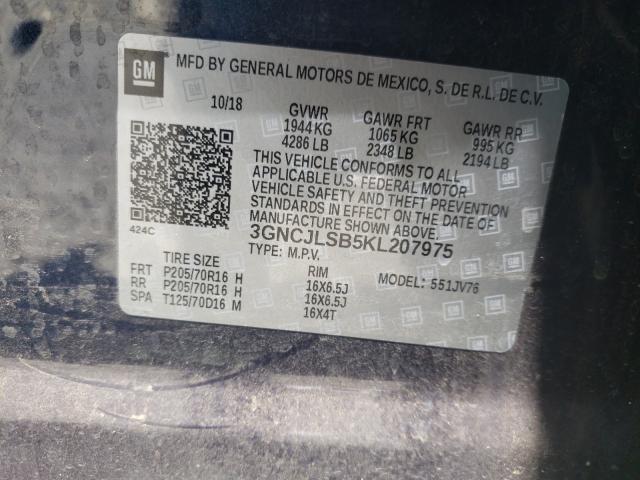 GM MFD BY GENERAL MOTORS DE MEXICO, S. DE R.L. DE C.V.
10/18 GVWR GAWR FRT GAWR RR
1944 KG 1065 KG 995 KG
4286 LB 2348 LB 2194 LB
THIS VEHICLE CONFORMS TO ALL
APPLICABLE U.S. FEDERAL MOTOR
VEHICLE SAFETY AND THEFT PREVENTION
STANDARDS IN EFFECT ON THE DATE OF
MANUFACTURE SHOWN ABOVE.
3GNCJLSB5KL207975
424C
TYPE: M.P.V.
TIRE SIZE RIM MODEL: 551JV76
FRT P205/70R16 H 16X6.5J
RR P205/70R16 H 16X6.5J
SPA T125/70D16 M 16X4T